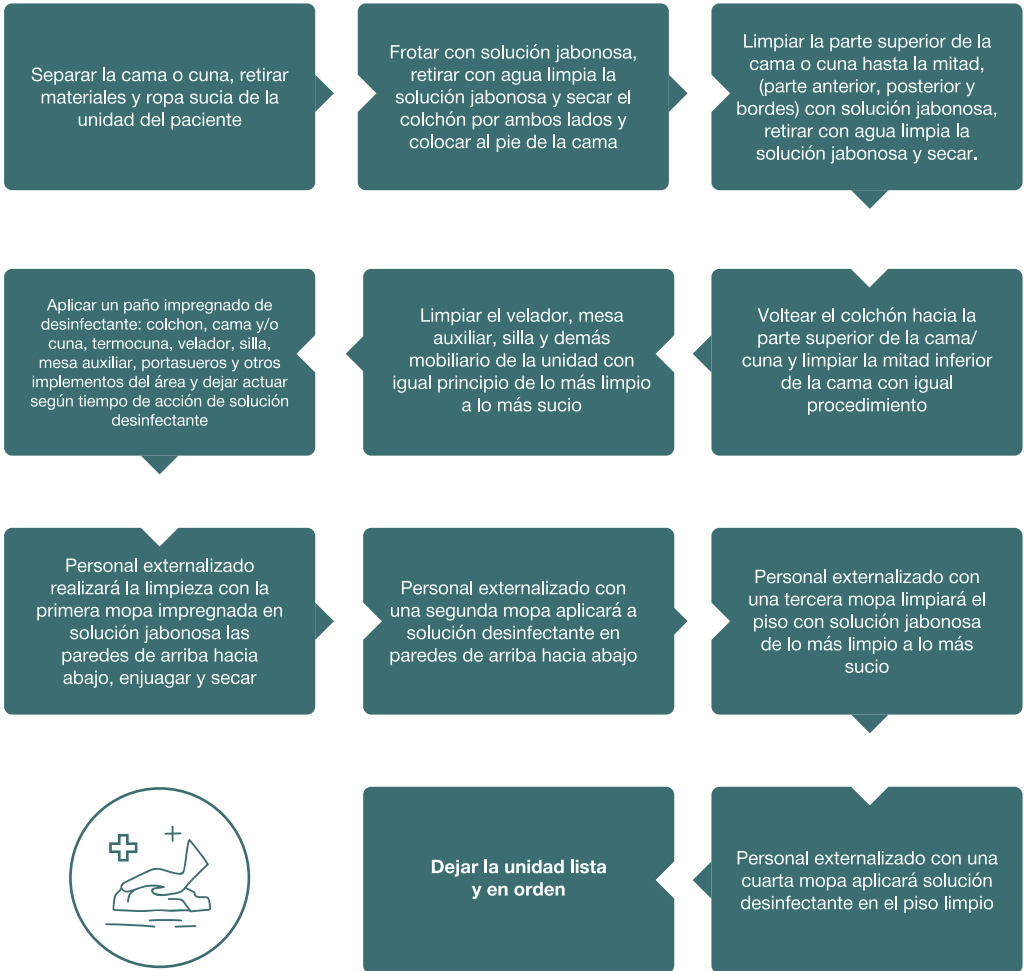 Separar la cama o cuna, retirar
materiales y ropa sucia de la
unidad del paciente
Frotar con solución jabonosa,
retirar con agua limpia la
solución jabonosa y secar el
colchón por ambos lados y
colocar al pie de la cama
Limpiar la parte superior de la
cama o cuna hasta la mitad,
(parte anterior, posterior y
bordes) con solución jabonosa,
retirar con agua limpia la
solución jabonosa y secar.
Voltear el colchón hacia la
parte superior de la cama/
cuna y limpiar la mitad inferior
de la cama con igual
procedimiento
Limpiar el velador, mesa
auxiliar, silla y demás
mobiliario de la unidad con
igual principio de lo más limpio
a lo más sucio
Aplicar un paño impregnado de
desinfectante: colchon, cama y/o
cuna, termocuna, velador, silla,
mesa auxiliar, portasueros y otros
implementos del área y dejar actuar
según tiempo de acción de solución
desinfectante
Personal externalizado
realizará la limpieza con la
primera mopa impregnada en
solución jabonosa las
paredes de arriba hacia
abajo, enjuagar y secar
Personal externalizado con
una segunda mopa aplicará a
solución desinfectante en
paredes de arriba hacia abajo
Personal externalizado con
una tercera mopa limpiará el
piso con solución jabonosa
de lo más limpio a lo más
sucio
Personal externalizado con una
cuarta mopa aplicará solución
desinfectante en el piso limpio
Dejar la unidad lista
y en orden